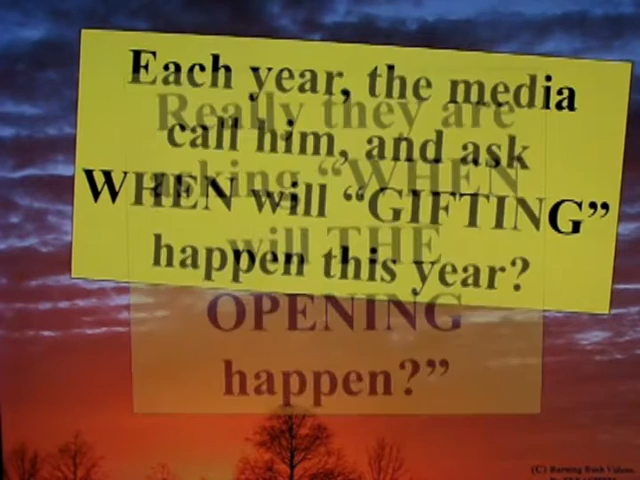 Each year, the media
call him, and ask
WHEN will “GIFTING”
happen this year?
Really they are
asking “WHEN
will THE
OPENING
happen?”
(C) Burning Bush Videos